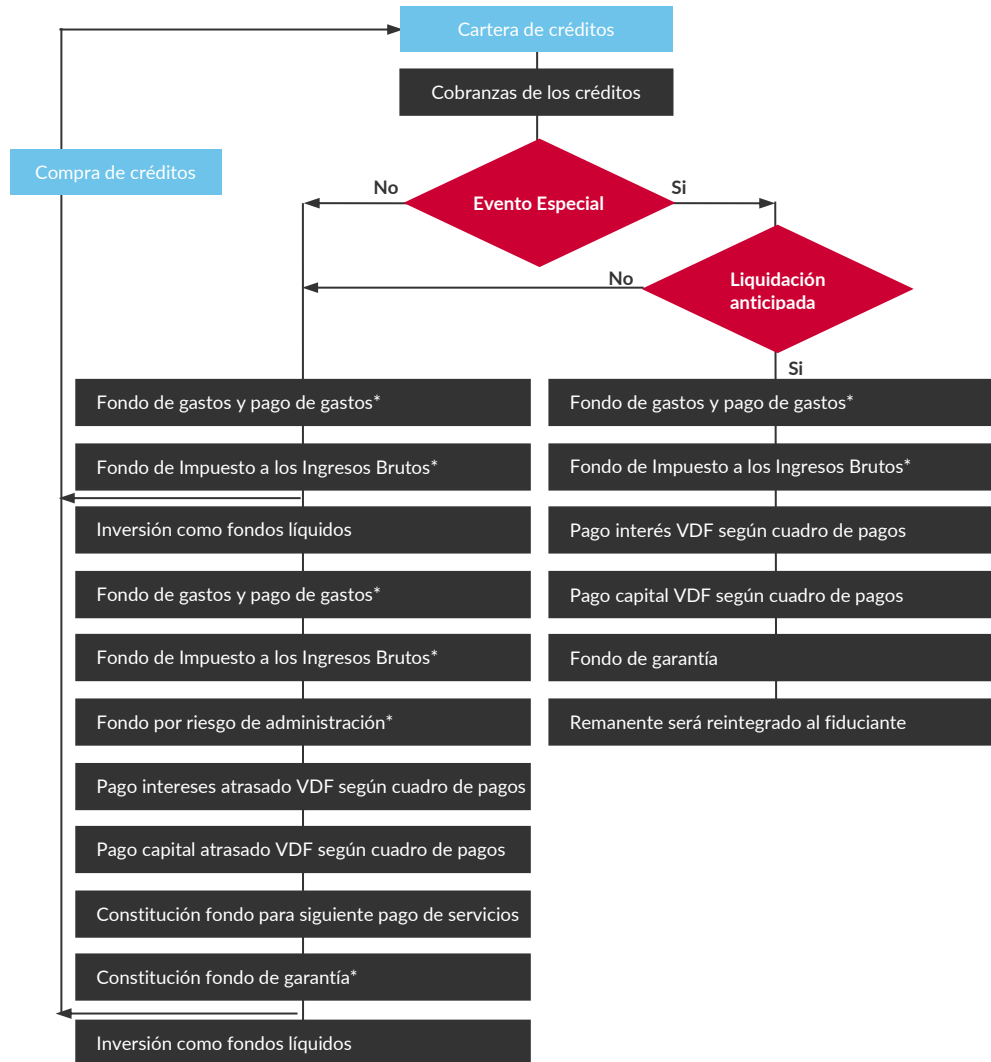 Cartera de créditos
Cobranzas de los créditos
Compra de créditos
No
Evento Especial
Si
No
Liquidación
anticipada
Si
Fondo de gastos y pago de gastos*
Fondo de Impuesto a los Ingresos Brutos*
Inversión como fondos líquidos
Fondo de gastos y pago de gastos*
Fondo de Impuesto a los Ingresos Brutos*
Fondo por riesgo de administración*
Pago intereses atrasado VDF según cuadro de pagos
Pago capital atrasado VDF según cuadro de pagos
Constitución fondo para siguiente pago de servicios
Constitución fondo de garantía*
Inversión como fondos líquidos
Fondo de gastos y pago de gastos*
Fondo de Impuesto a los Ingresos Brutos*
Pago interés VDF según cuadro de pagos
Pago capital VDF según cuadro de pagos
Fondo de garantía
Remanente será reintegrado al fiduciante